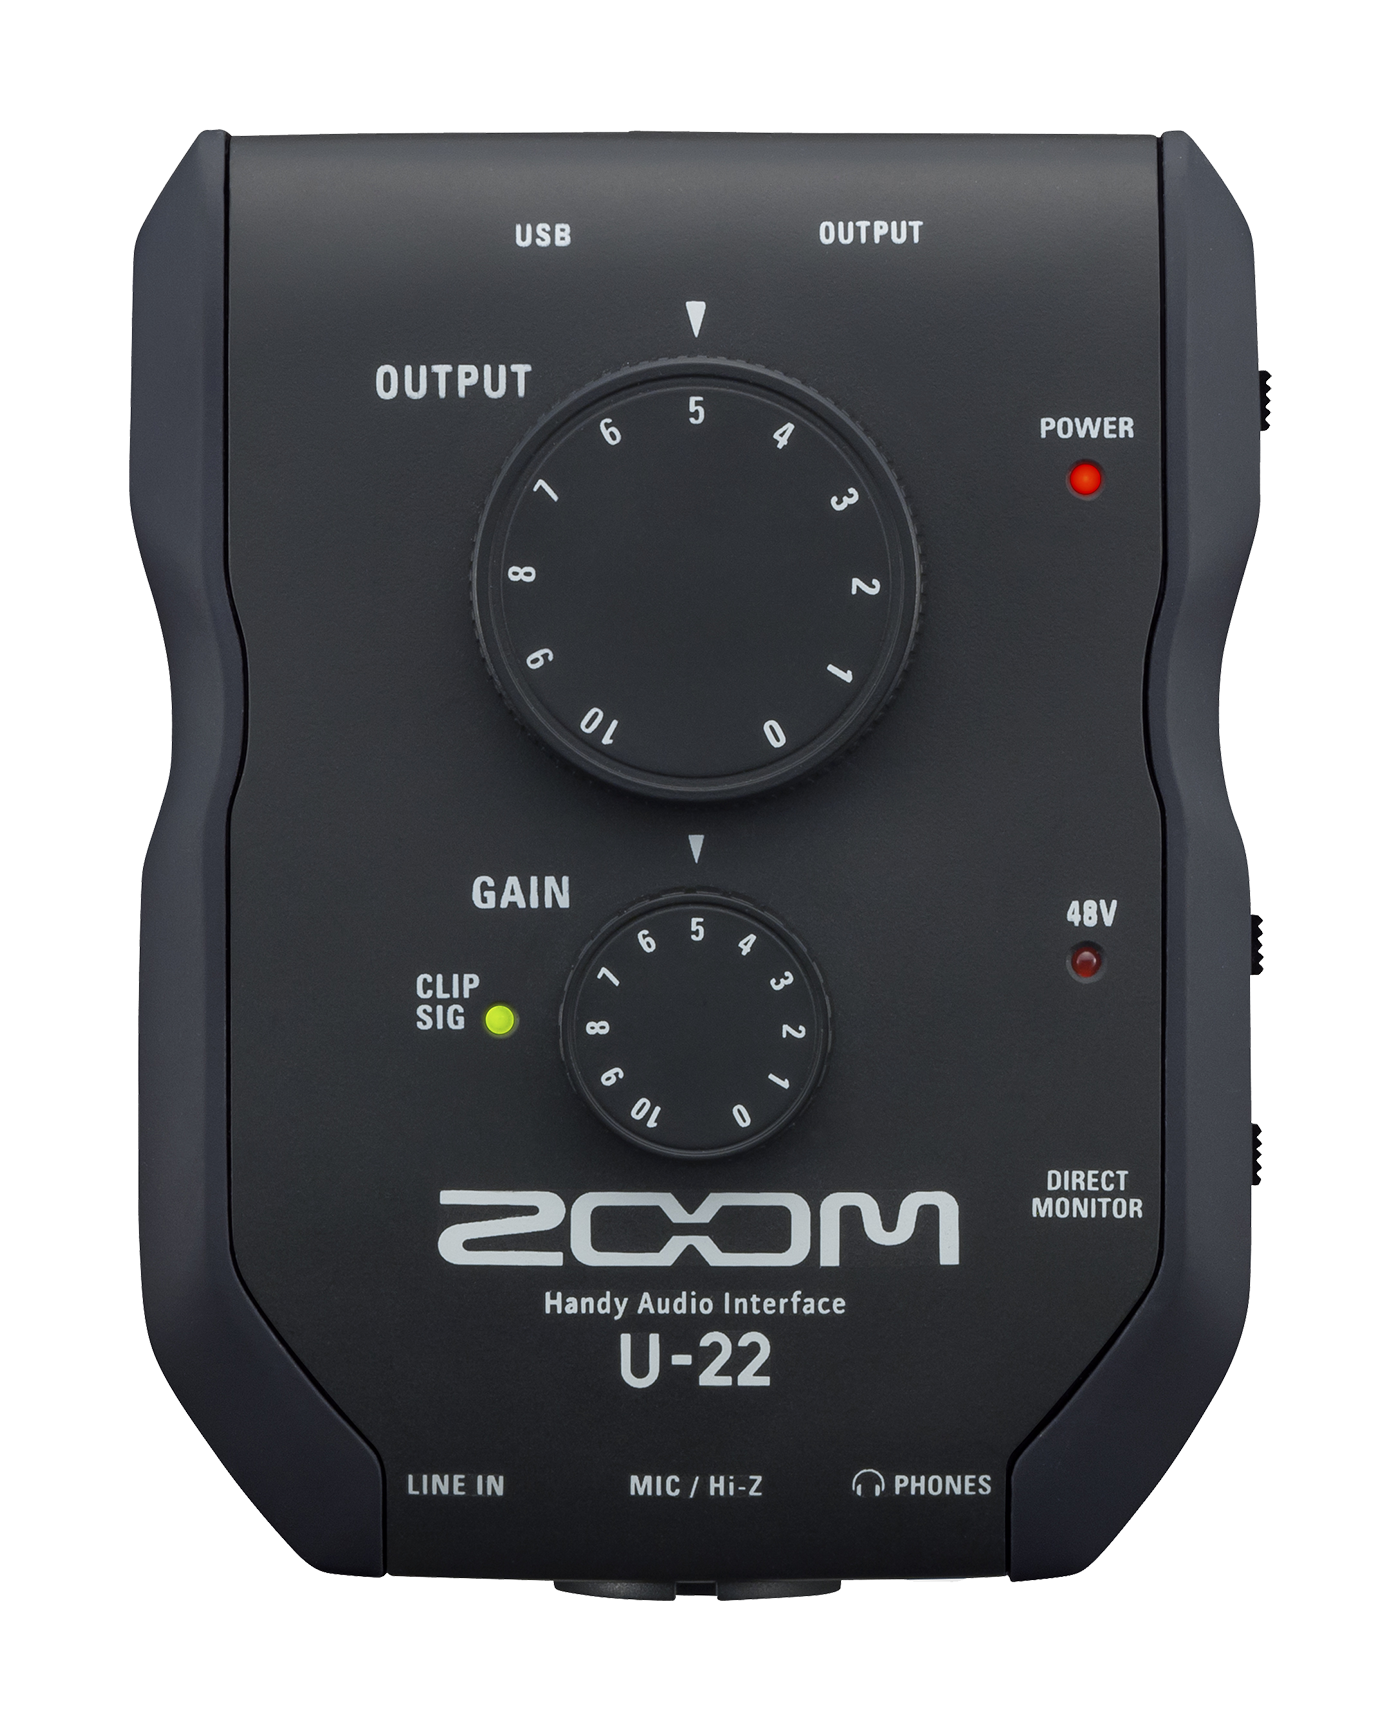 USB OUTPUT
OUTPUT
POWER
5
6 4
7 3
8 2
9 1
10 0
GAIN
48V
CLIP
SIG
5
6 4
7 3
8 2
9 1
10 0
DIRECT
MONITOR
ZOOM
Handy Audio Interface
U-22
LINE IN MIC / Hi-Z PHONES